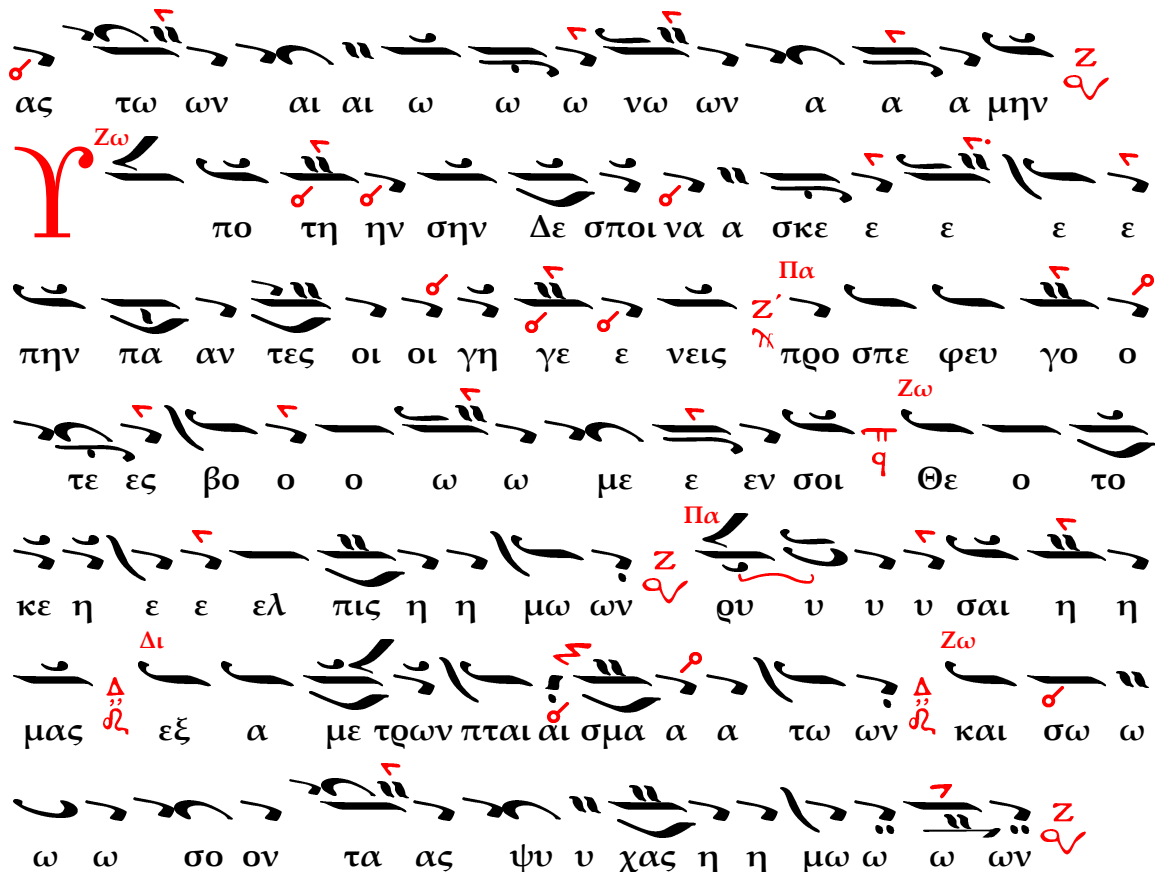 ας τω ων αι αι ω ω ω νω ων α α α μην
Ζω
Υ πο τη ην σην Δε σποι να α σκε ε ε ε ε
Πα
πην πα αν τες οι οι γη γε ε νεις προ σπε φευ γο ο
Ζω
τε ες βο ο ο ω ω με ε εν σοι Θε ο το
Πα
κε η ε ε ελ πις η η μω ων ρυ υ υ υ σαι η η
Δι Ζω
μας εξ α με τρων πται αι σμα α α τω ων και σω ω
ω ω σο ον τα ας ψυ υ χας η η μω ω ω ων